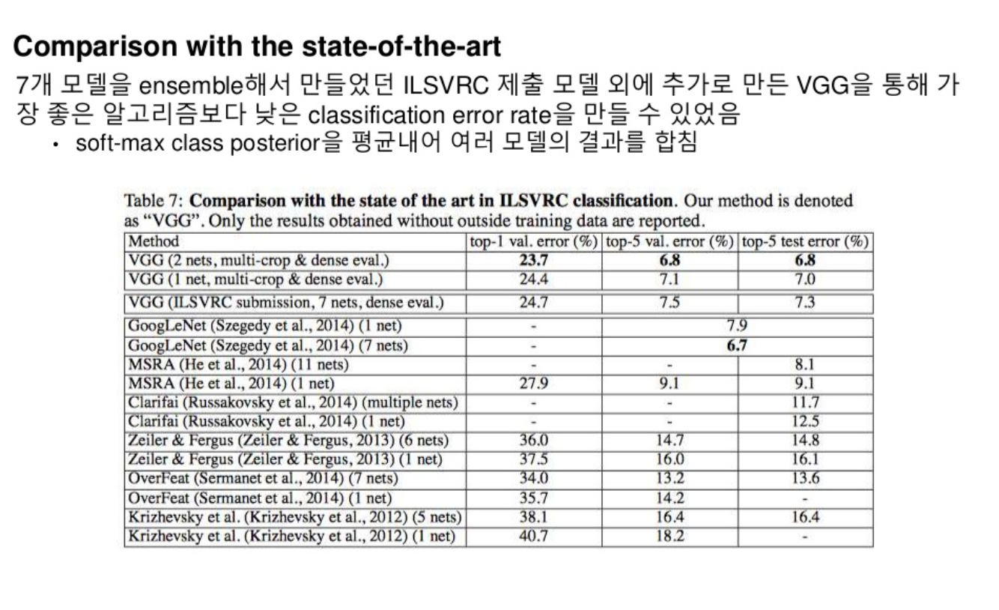 Comparison with the state-of-the-art
7개 모델을 ensemble해서 만들었던 ILSVRC 제출 모델 외에 추가로 만든 VGG을 통해 가
장 좋은 알고리즘보다 낮은 classification error rate을 만들 수 있었음
• soft-max class posterior을 평균내어 여러 모델의 결과를 합침
Table 7: Comparison with the state of the art in ILSVRC classification. Our method is denoted
as “VGG”. Only the results obtained without outside training data are reported.
Method top-1 val. error (%) top-5 val. error (%) top-5 test error (%)
VGG (2 nets, multi-crop & dense eval.) 23.7 6.8 6.8
VGG (1 net, multi-crop & dense eval.) 24.4 7.1 7.0
VGG (ILSVRC submission, 7 nets, dense eval.) 24.7 7.5 7.3
GoogLeNet (Szegedy et al., 2014) (1 net) - 7.9
GoogLeNet (Szegedy et al., 2014) (7 nets) - 6.7
MSRA (He et al., 2014) (11 nets) - - 8.1
MSRA (He et al., 2014) (1 net) 27.9 9.1 9.1
Clarifai (Russakovsky et al., 2014) (multiple nets) - - 11.7
Clarifai (Russakovsky et al., 2014) (1 net) - - 12.5
Zeiler & Fergus (Zeiler & Fergus, 2013) (6 nets) 36.0 14.7 14.8
Zeiler & Fergus (Zeiler & Fergus, 2013) (1 net) 37.5 16.0 16.1
OverFeat (Sermanet et al., 2014) (7 nets) 34.0 13.2 13.6
OverFeat (Sermanet et al., 2014) (1 net) 35.7 14.2 -
Krizhevsky et al. (Krizhevsky et al., 2012) (5 nets) 38.1 16.4 16.4
Krizhevsky et al. (Krizhevsky et al., 2012) (1 net) 40.7 18.2 -